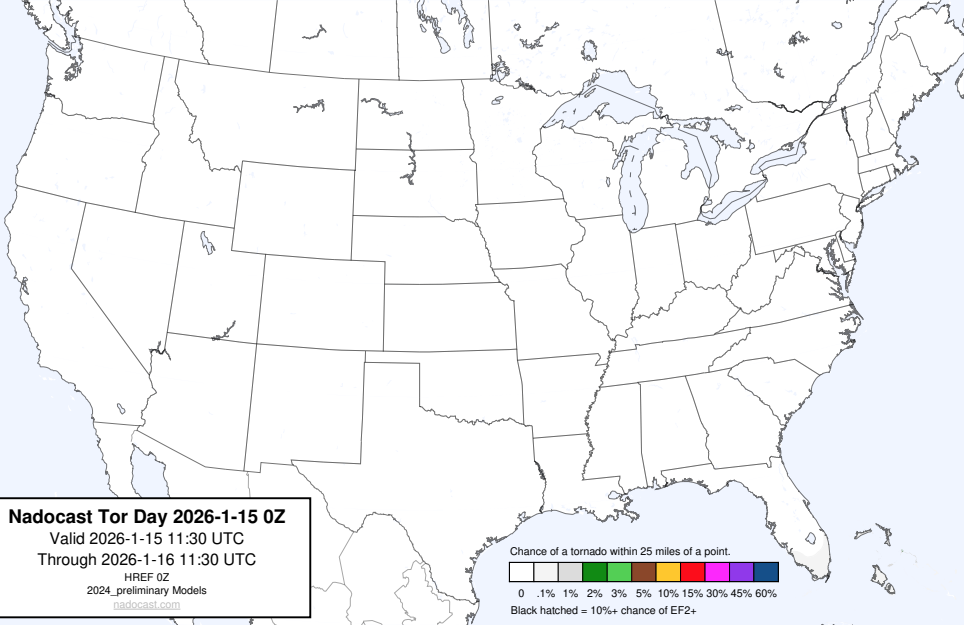 Nadocast Tor Day 2026-1-15 0Z
Valid 2026-1-15 11:30 UTC
Through 2026-1-16 11:30 UTC
HREF 0Z
2024_preliminary Models
nadocast.com
Chance of a tornado within 25 miles of a point.
0 .1% 1% 2% 3% 5% 10% 15% 30% 45% 60%
Black hatched = 10%+ chance of EF2+